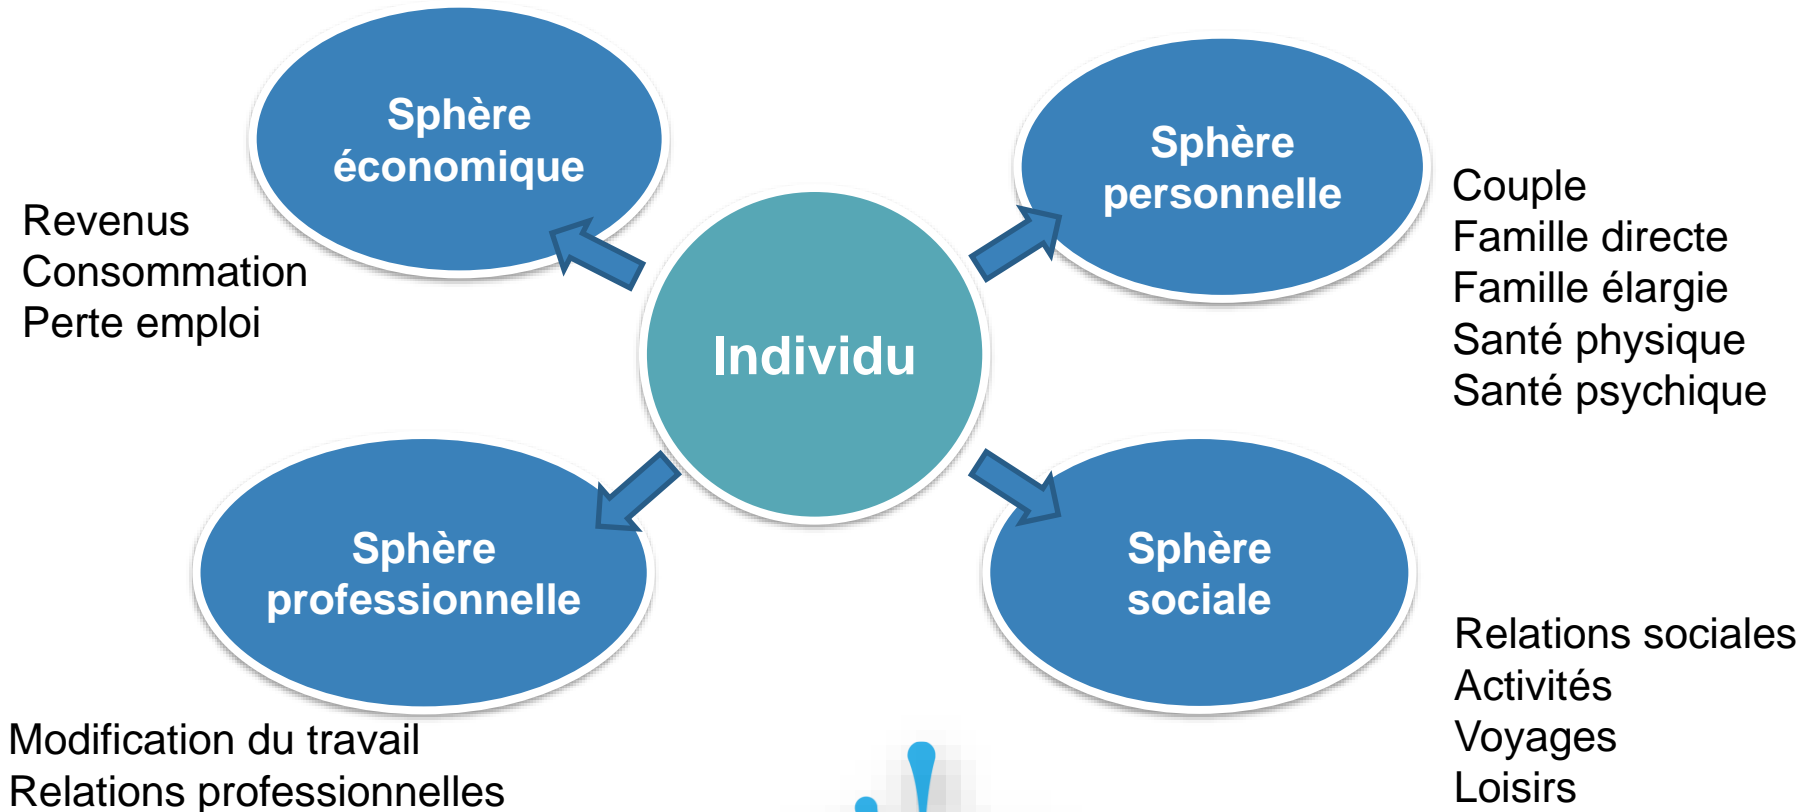 Sphère
économique
Revenus
Consommation
Perte emploi
Sphère
personnelle
Couple
Famille directe
Famille élargie
Santé physique
Santé psychique
Individu
Sphère
professionnelle
Modification du travail
Relations professionnelles
Sphère
sociale
Relations sociales
Activités
Voyages
Loisirs